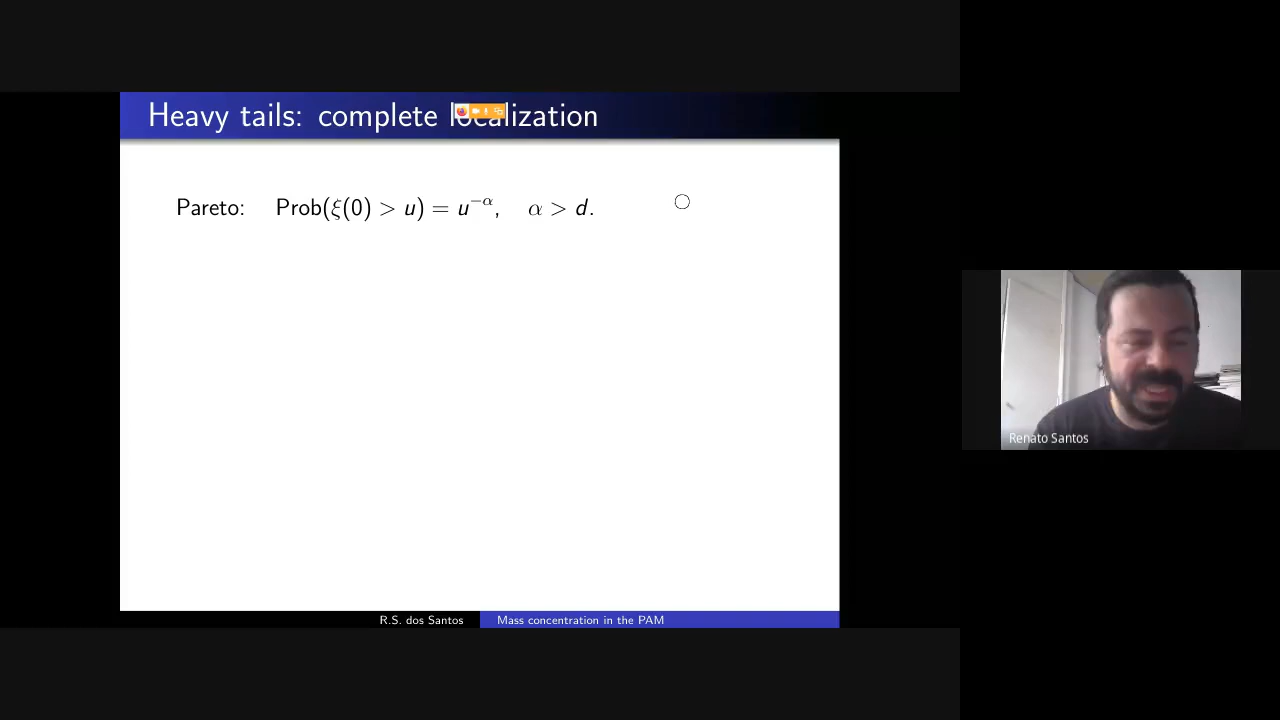 Heavy tails: complete localization
Pareto: Prob(ξ(0) > u) = u^{-α}, α > d.
Renato Santos
R.S. dos Santos
Mass concentration in the PAM